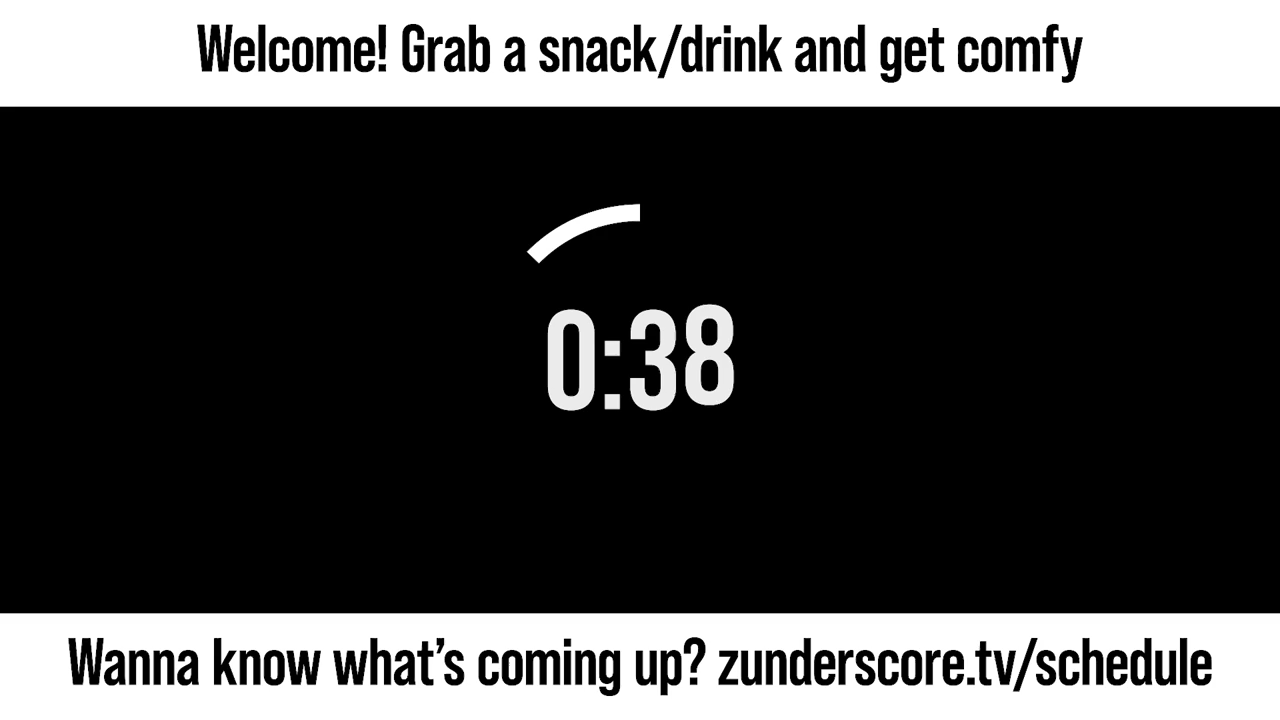 Welcome! Grab a snack/drink and get comfy
0:38
Wanna know what’s coming up? zunderscore.tv/schedule